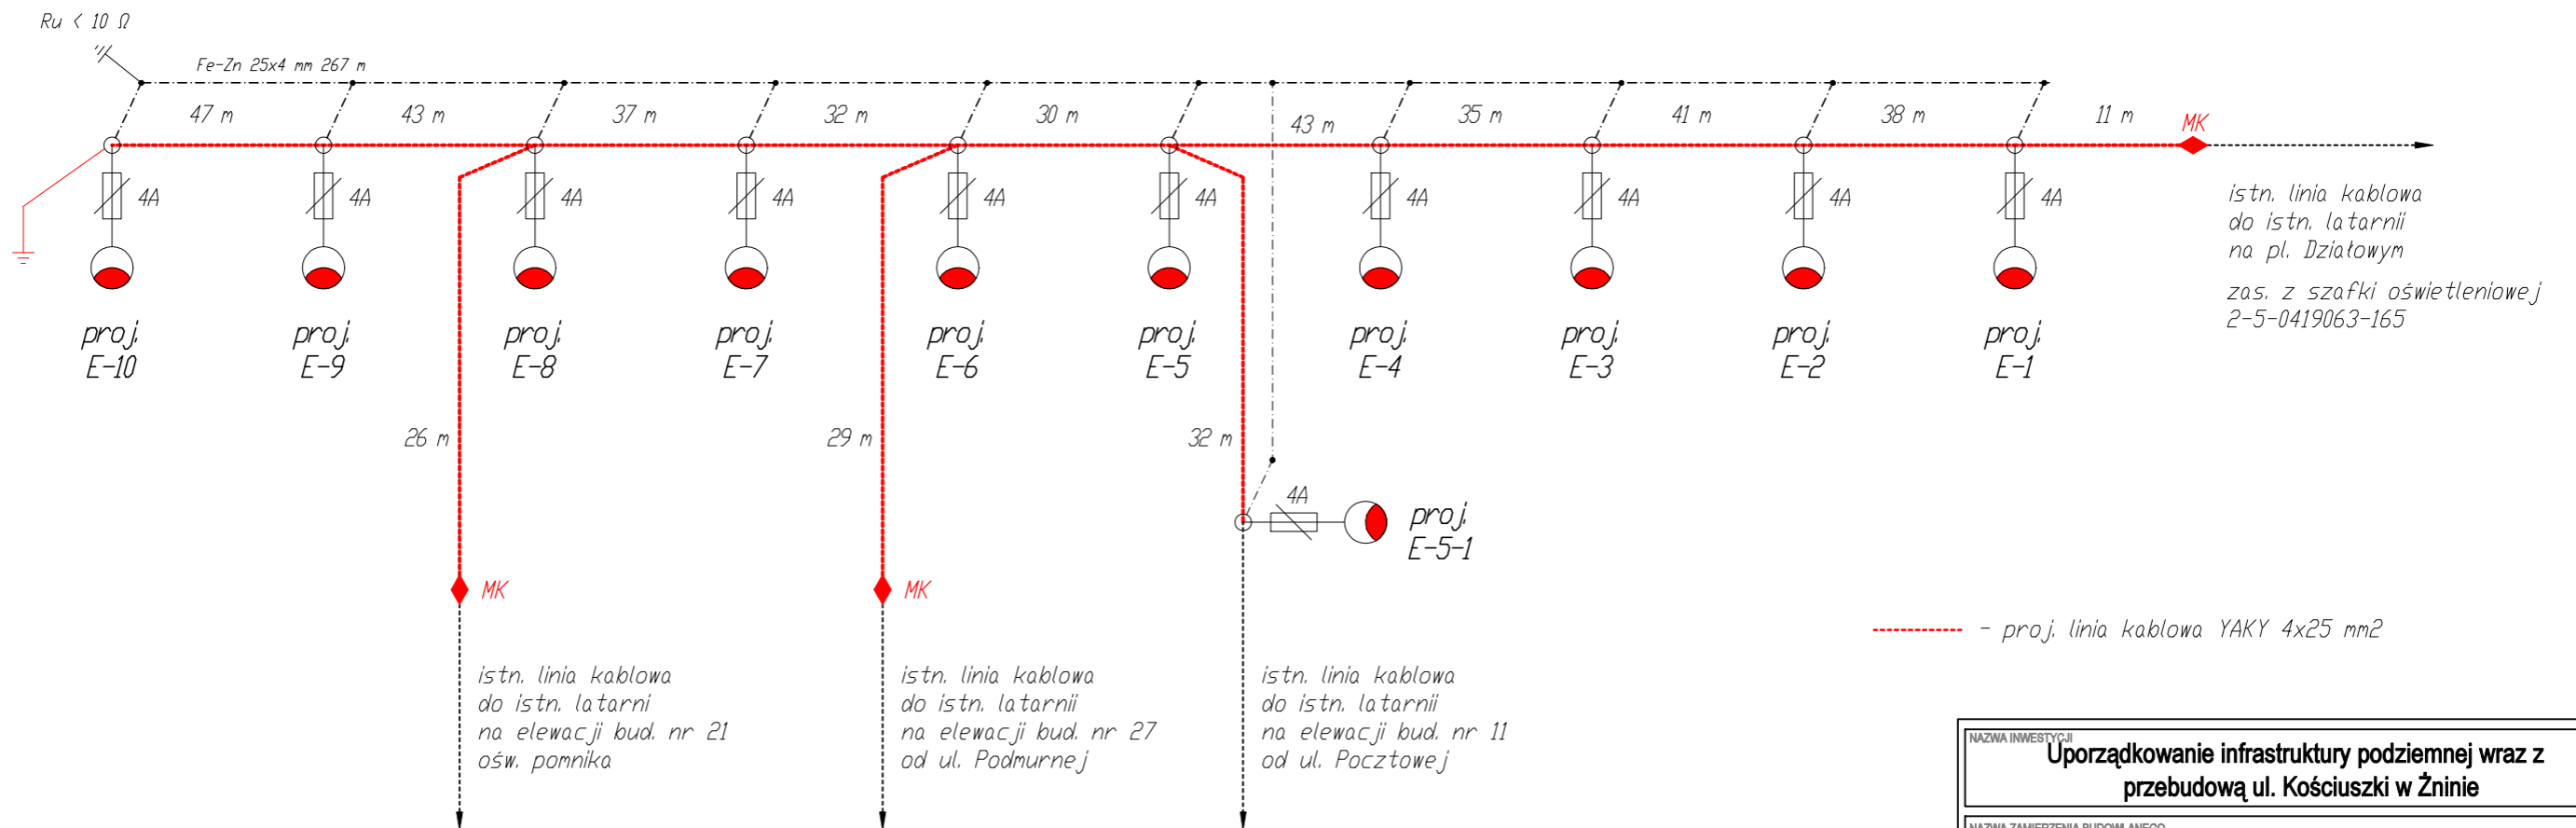 Ru < 10 Ω
Fe-Zn 25x4 mm 267 m
47 m
43 m
37 m
32 m
30 m
43 m
35 m
41 m
38 m
11 m
MK
4A
4A
4A
4A
4A
4A
4A
4A
4A
4A
istn. linia kablowa
do istn. latarnii
na pl. Działowym
zas. z szafki oświetleniowej
2-5-0419063-165
proj.
E-10
proj.
E-9
proj.
E-8
proj.
E-7
proj.
E-6
proj.
E-5
proj.
E-4
proj.
E-3
proj.
E-2
proj.
E-1
26 m
29 m
32 m
4A
proj.
E-5-1
MK
MK
- proj. linia kablowa YAKY 4x25 mm2
istn. linia kablowa
do istn. latarni
na elewacji bud. nr 21
ośw. pomnika
istn. linia kablowa
do istn. latarnii
na elewacji bud. nr 27
od ul. Podmurnej
istn. linia kablowa
do istn. latarnii
na elewacji bud. nr 11
od ul. Pocztowej
NAZWA INWESTYCJI
Uporządkowanie infrastruktury podziemnej wraz z
przebudową ul. Kościuszki w Żninie
NAZWA ZAMIERZENIA BUDOWLANEGO